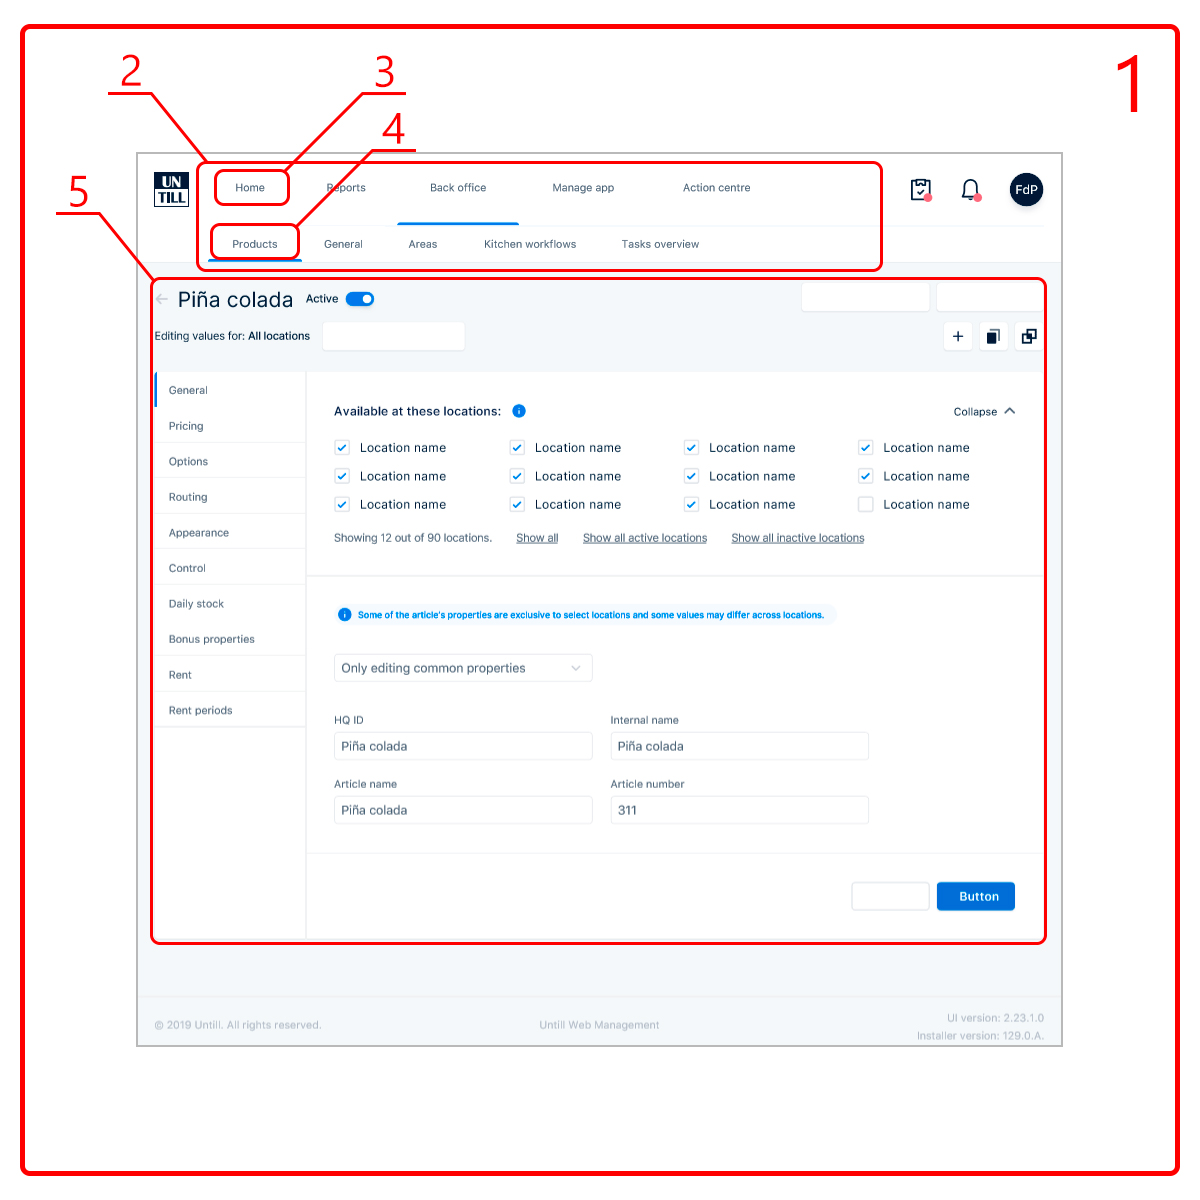 1
2
3
4
5
UN
TILL
Home Reports Back office Manage app Action centre
FdP
Products General Areas Kitchen workflows Tasks overview
Piña colada Active
Editing values for: All locations
General
Pricing
Options
Routing
Appearance
Control
Daily stock
Bonus properties
Rent
Rent periods
Available at these locations:
Collapse
Location name Location name Location name Location name
Location name Location name Location name Location name
Location name Location name Location name Location name
Showing 12 out of 90 locations. Show all Show all active locations Show all inactive locations
Some of the article's properties are exclusive to select locations and some values may differ across locations.
Only editing common properties
HQ ID Internal name
Piña colada Piña colada
Article name Article number
Piña colada 311
Button
© 2019 Untill. All rights reserved. Untill Web Management
UI version: 2.23.1.0
Installer version: 129.0.A.